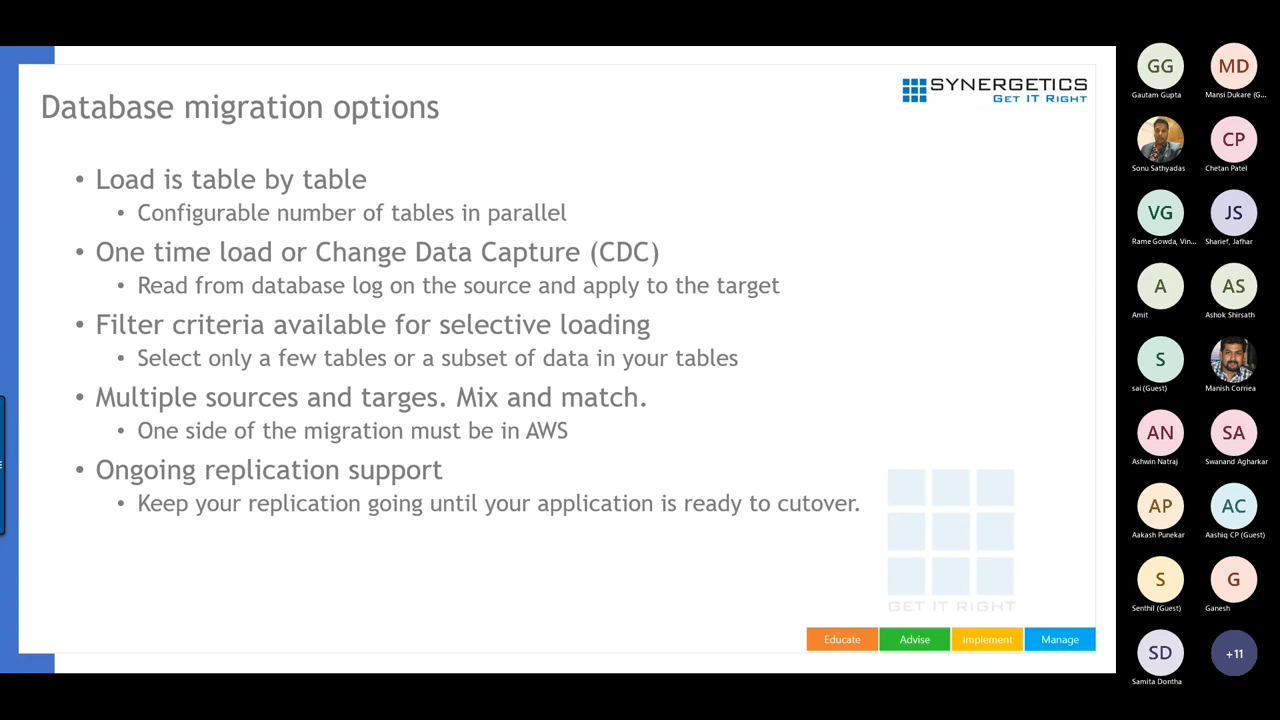 Database migration options
SYNERGETICS
GET IT RIGHT
• Load is table by table
• Configurable number of tables in parallel
• One time load or Change Data Capture (CDC)
• Read from database log on the source and apply to the target
• Filter criteria available for selective loading
• Select only a few tables or a subset of data in your tables
• Multiple sources and targes. Mix and match.
• One side of the migration must be in AWS
• Ongoing replication support
• Keep your replication going until your application is ready to cutover.
GET IT RIGHT
Educate
Advise
Implement
Manage
GG
Gautam Gupta
MD
Mansi Dukare (G...
Sonu Sathyadas
CP
Chetan Patel
VG
Rame Gowda, Vin...
JS
Sharief, Jafhar
A
Amit
AS
Ashok Shirsath
S
sai (Guest)
Manish Corriea
AN
Ashwin Natraj
SA
Swanand Agharkar
AP
Aakash Punekar
AC
Aashiq CP (Guest)
S
Senthil (Guest)
G
Ganesh
SD
Samita Dontha
+11